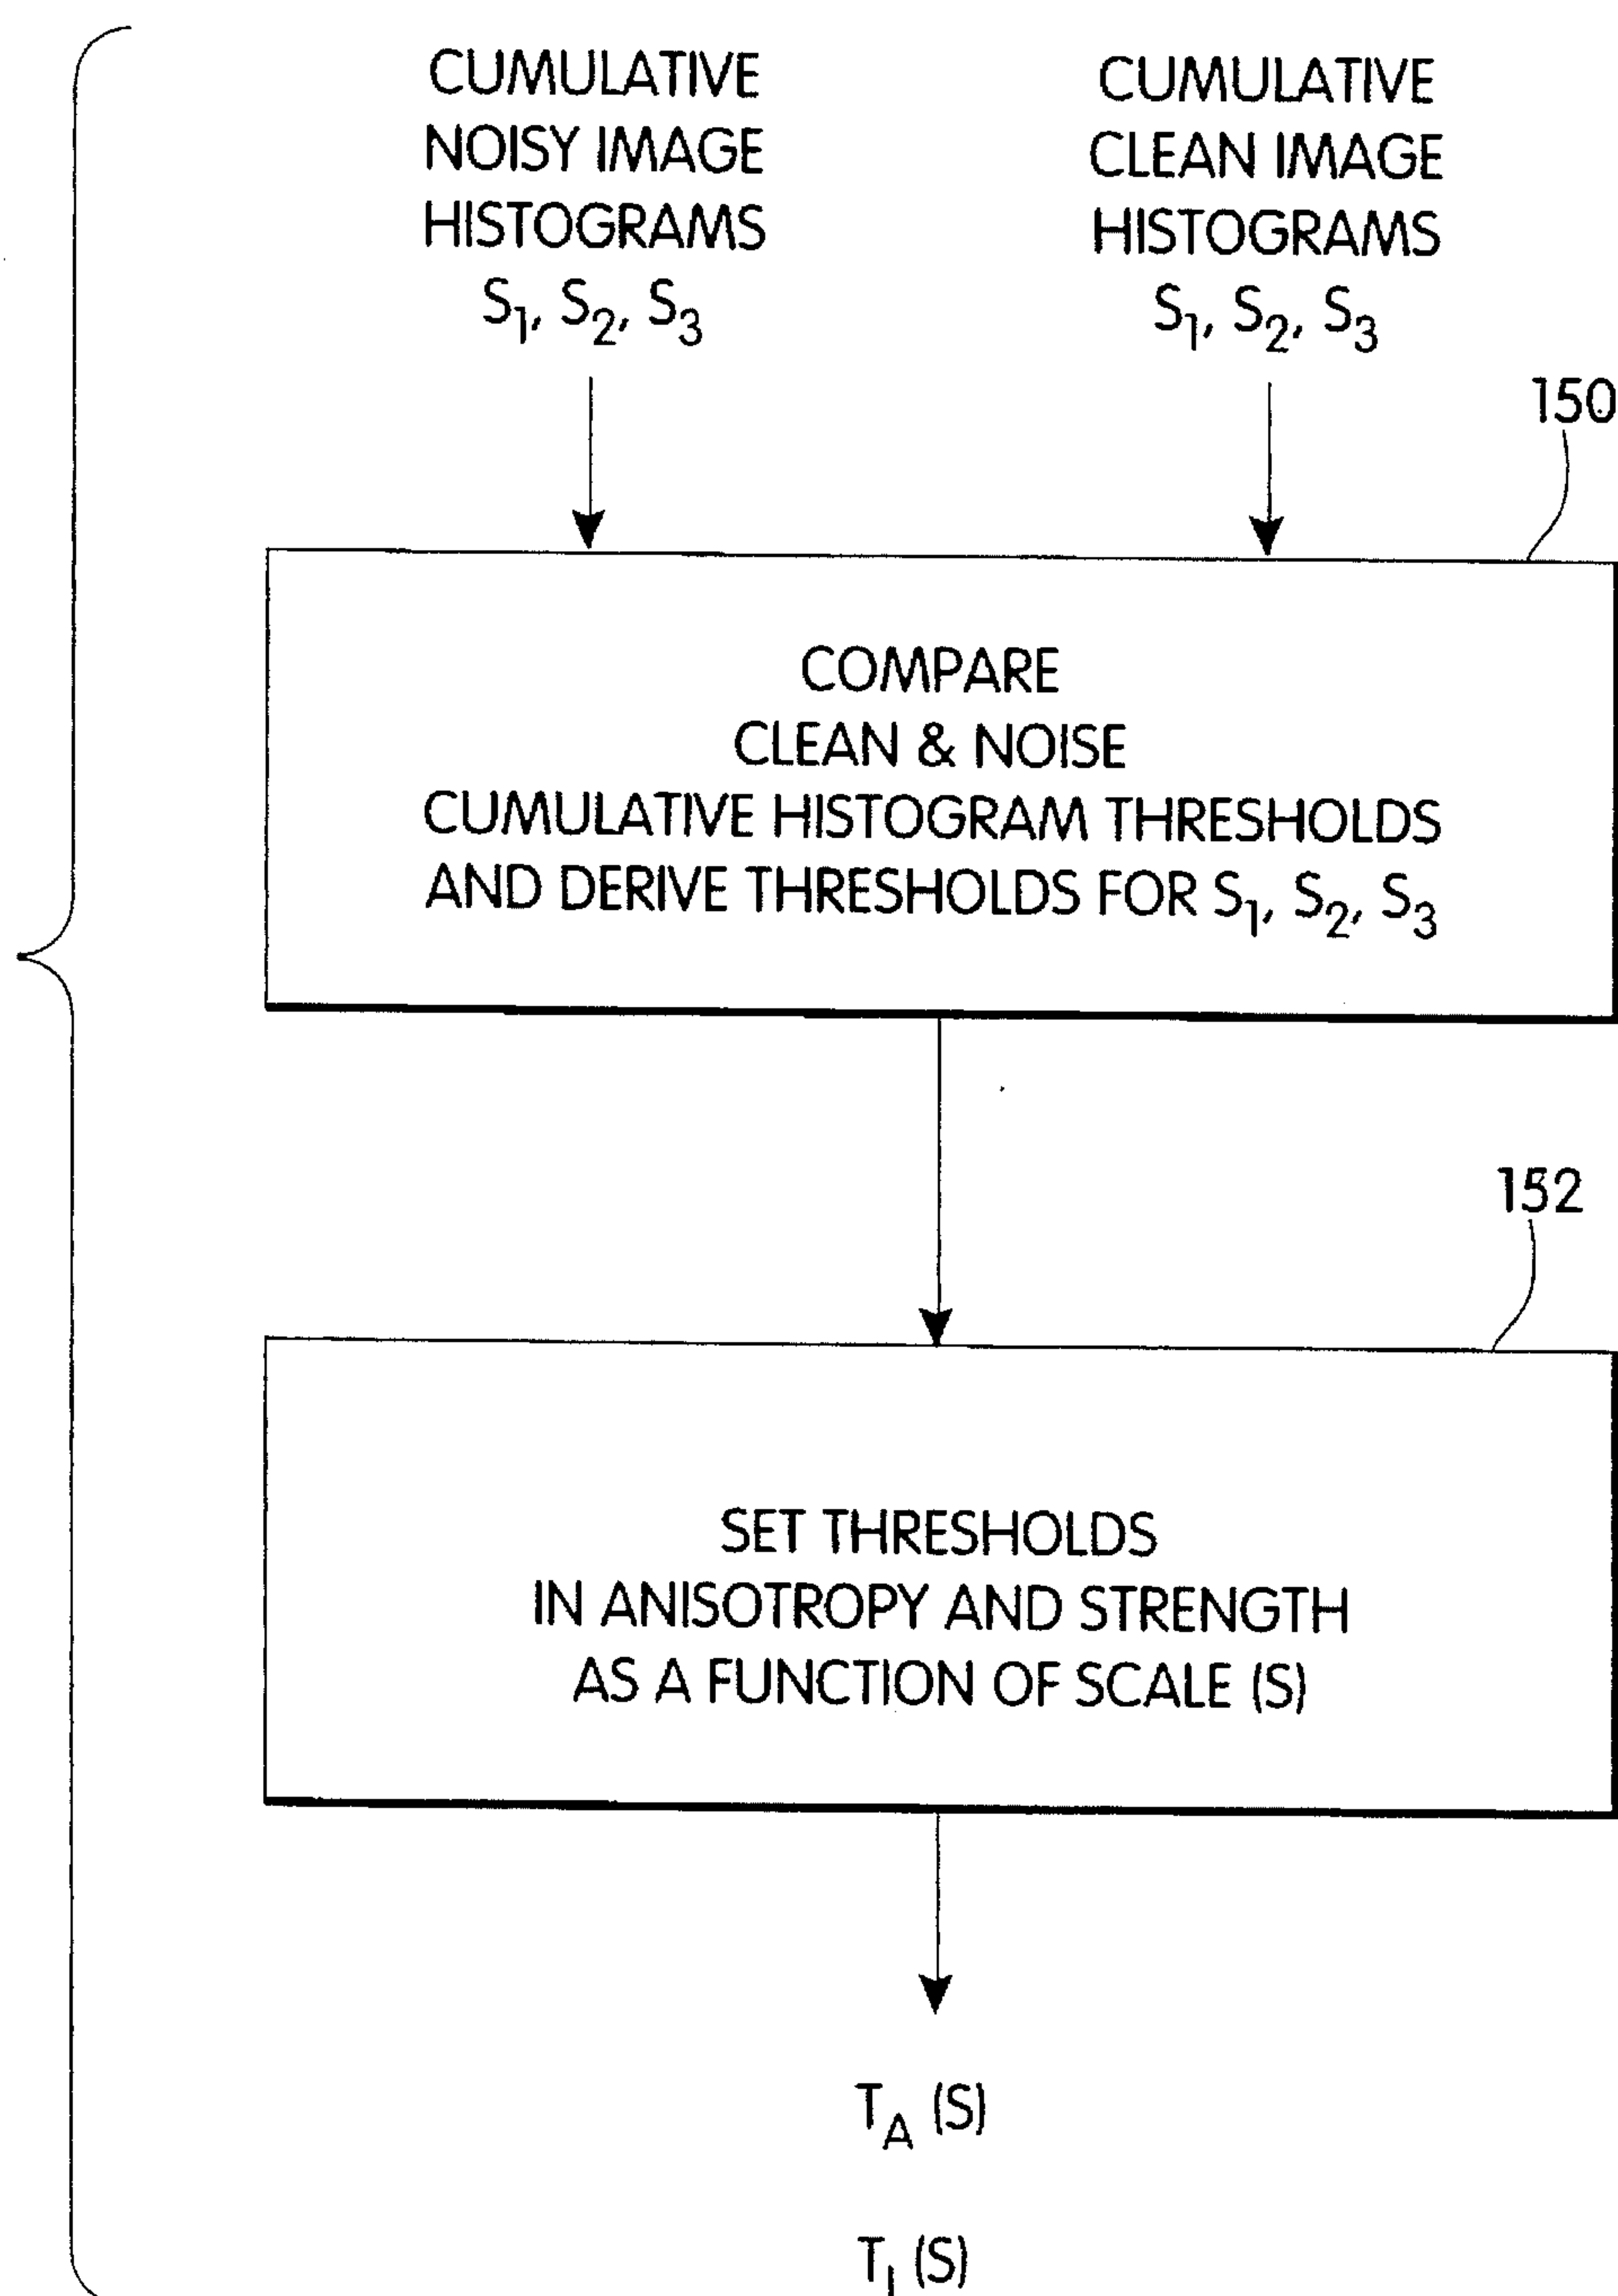 CUMULATIVE
NOISY IMAGE
HISTOGRAMS
S1, S2, S3
CUMULATIVE
CLEAN IMAGE
HISTOGRAMS
S1, S2, S3
150
COMPARE
CLEAN & NOISE
CUMULATIVE HISTOGRAM THRESHOLDS
AND DERIVE THRESHOLDS FOR S1, S2, S3
152
SET THRESHOLDS
IN ANISOTROPY AND STRENGTH
AS A FUNCTION OF SCALE (S)
TA (S)